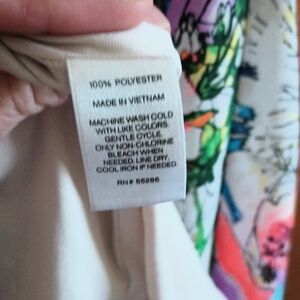 100% POLYESTER
MADE IN VIETNAM
MACHINE WASH COLD
WITH LIKE COLORS.
GENTLE CYCLE.
ONLY NON-CHLORINE
BLEACH WHEN
NEEDED. LINE DRY.
COOL IRON IF NEEDED.
RN# 55285